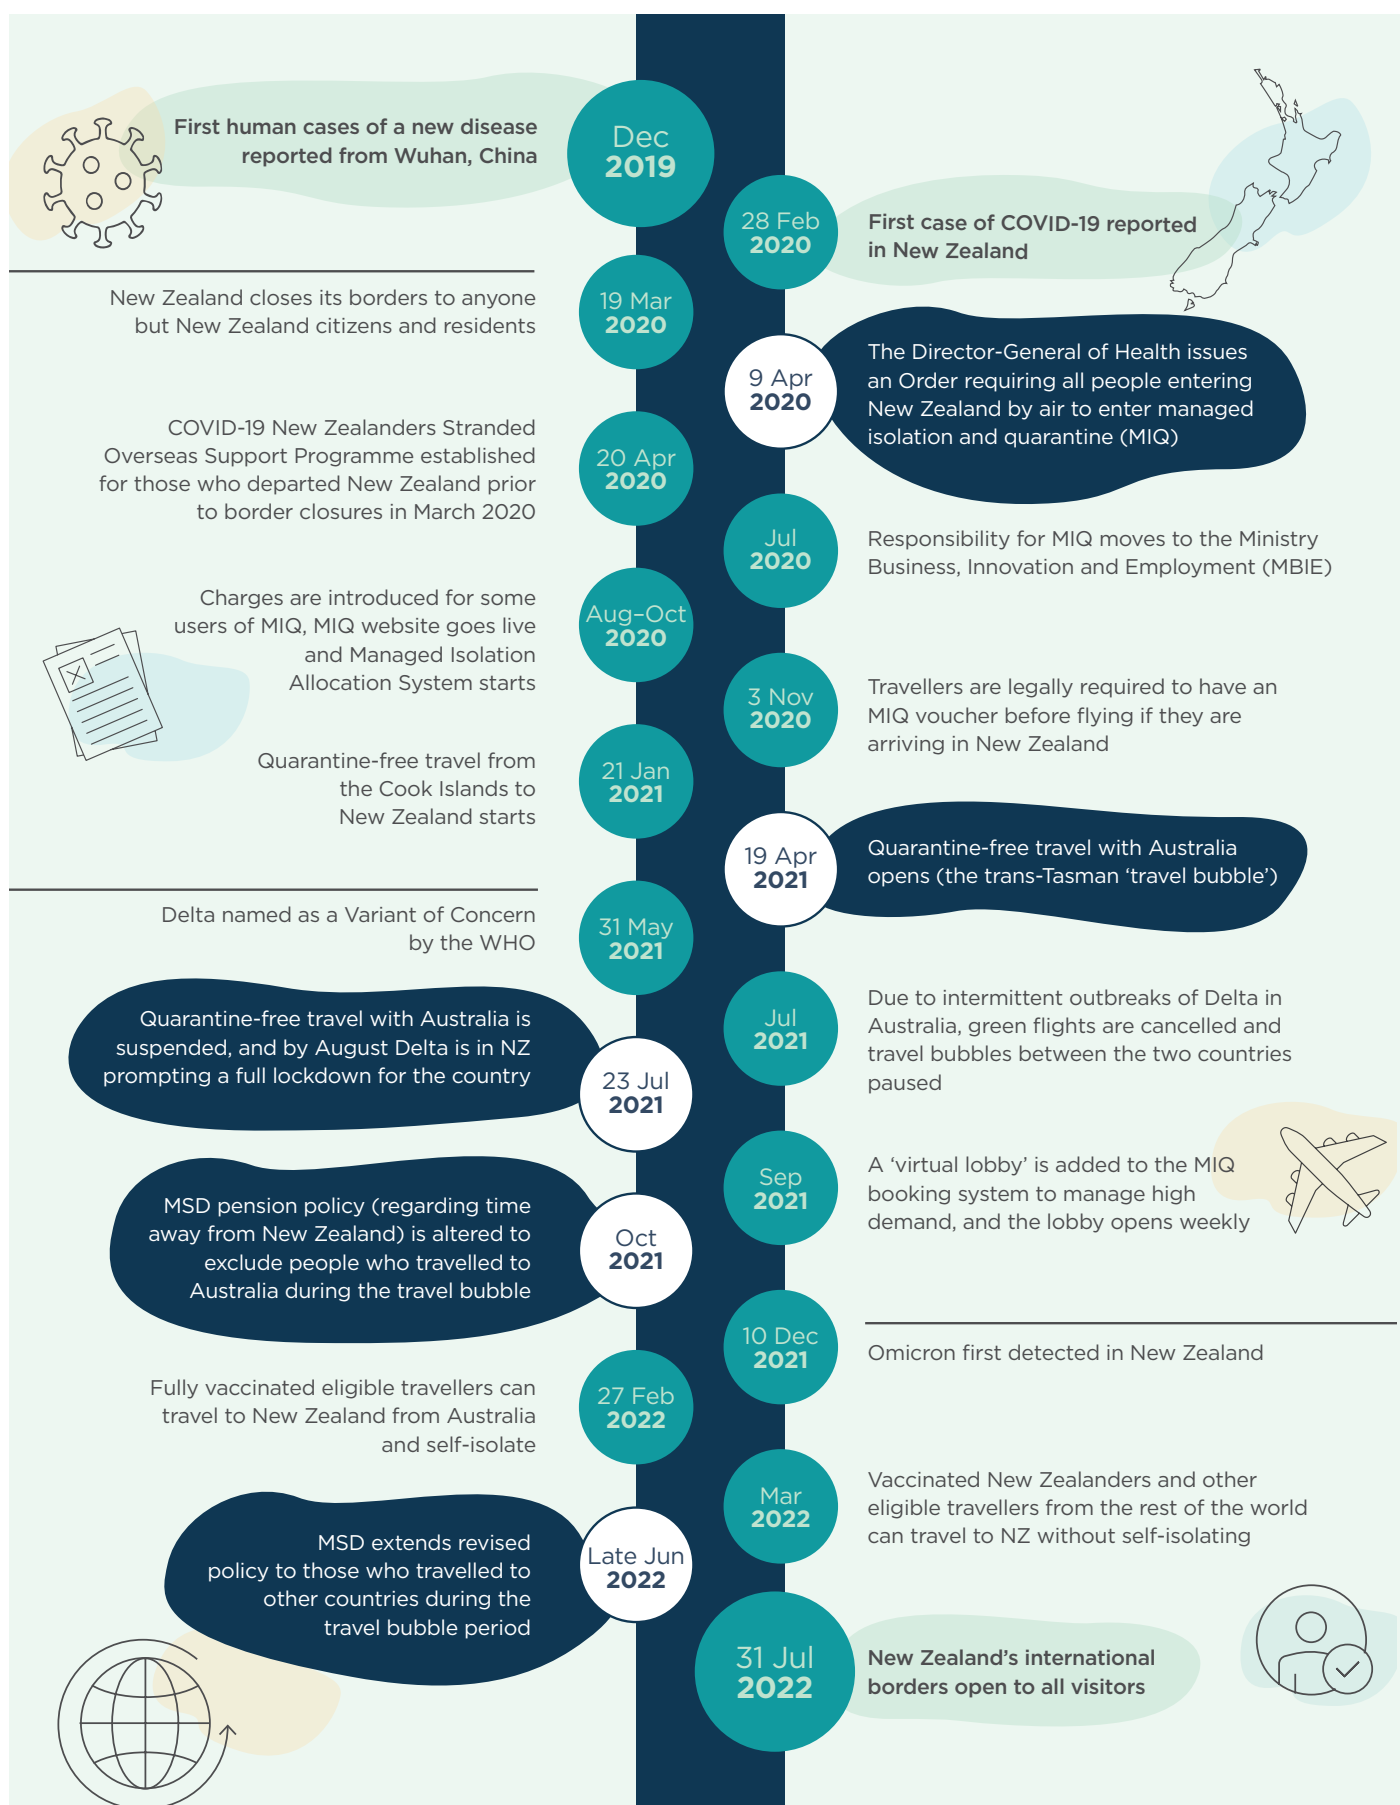 Dec
2019
First human cases of a new disease
reported from Wuhan, China
28 Feb
2020
First case of COVID-19 reported
in New Zealand
19 Mar
2020
New Zealand closes its borders to anyone
but New Zealand citizens and residents
9 Apr
2020
The Director-General of Health issues
an Order requiring all people entering
New Zealand by air to enter managed
isolation and quarantine (MIQ)
20 Apr
2020
COVID-19 New Zealanders Stranded
Overseas Support Programme established
for those who departed New Zealand prior
to border closures in March 2020
Jul
2020
Responsibility for MIQ moves to the Ministry
Business, Innovation and Employment (MBIE)
Aug–Oct
2020
Charges are introduced for some
users of MIQ, MIQ website goes live
and Managed Isolation
Allocation System starts
3 Nov
2020
Travellers are legally required to have an
MIQ voucher before flying if they are
arriving in New Zealand
21 Jan
2021
Quarantine-free travel from
the Cook Islands to
New Zealand starts
19 Apr
2021
Quarantine-free travel with Australia
opens (the trans-Tasman ‘travel bubble’)
31 May
2021
Delta named as a Variant of Concern
by the WHO
Jul
2021
Due to intermittent outbreaks of Delta in
Australia, green flights are cancelled and
travel bubbles between the two countries
paused
23 Jul
2021
Quarantine-free travel with Australia is
suspended, and by August Delta is in NZ
prompting a full lockdown for the country
Sep
2021
A ‘virtual lobby’ is added to the MIQ
booking system to manage high
demand, and the lobby opens weekly
Oct
2021
MSD pension policy (regarding time
away from New Zealand) is altered to
exclude people who travelled to
Australia during the travel bubble
10 Dec
2021
Omicron first detected in New Zealand
27 Feb
2022
Fully vaccinated eligible travellers can
travel to New Zealand from Australia
and self-isolate
Mar
2022
Vaccinated New Zealanders and other
eligible travellers from the rest of the world
can travel to NZ without self-isolating
Late Jun
2022
MSD extends revised
policy to those who travelled to
other countries during the
travel bubble period
31 Jul
2022
New Zealand’s international
borders open to all visitors